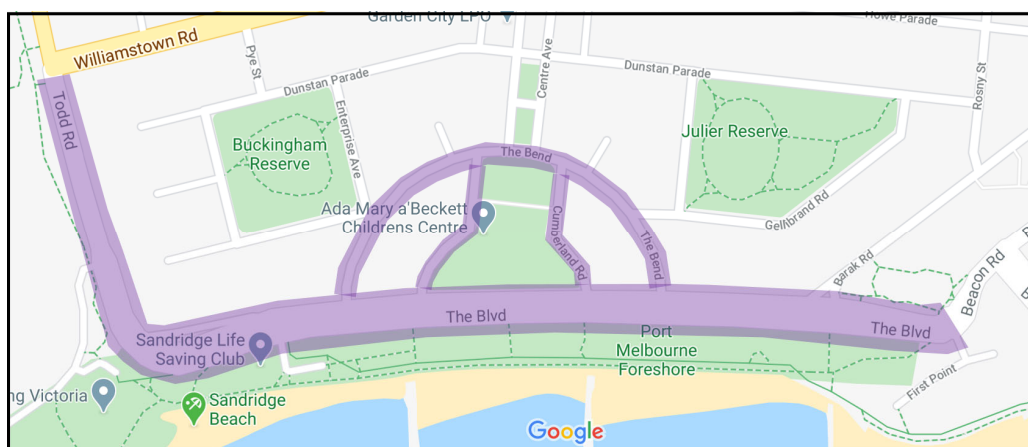 Garden City LPO
Howe Parade
Williamstown Rd
Pye St
Centre Ave
Dunstan Parade
Dunstan Parade
Rosny St
Todd Rd
Enterprise Ave
Buckingham
Reserve
Julier Reserve
The Bend
Ada Mary a'Beckett
Childrens Centre
Cumberland Rd
The Bend
Gellibrand Rd
Barak Rd
Beacon Rd
The Blvd
The Blvd
Sandridge Life
Saving Club
Port
Melbourne
Foreshore
ng Victoria
Sandridge
Beach
First Point
Google